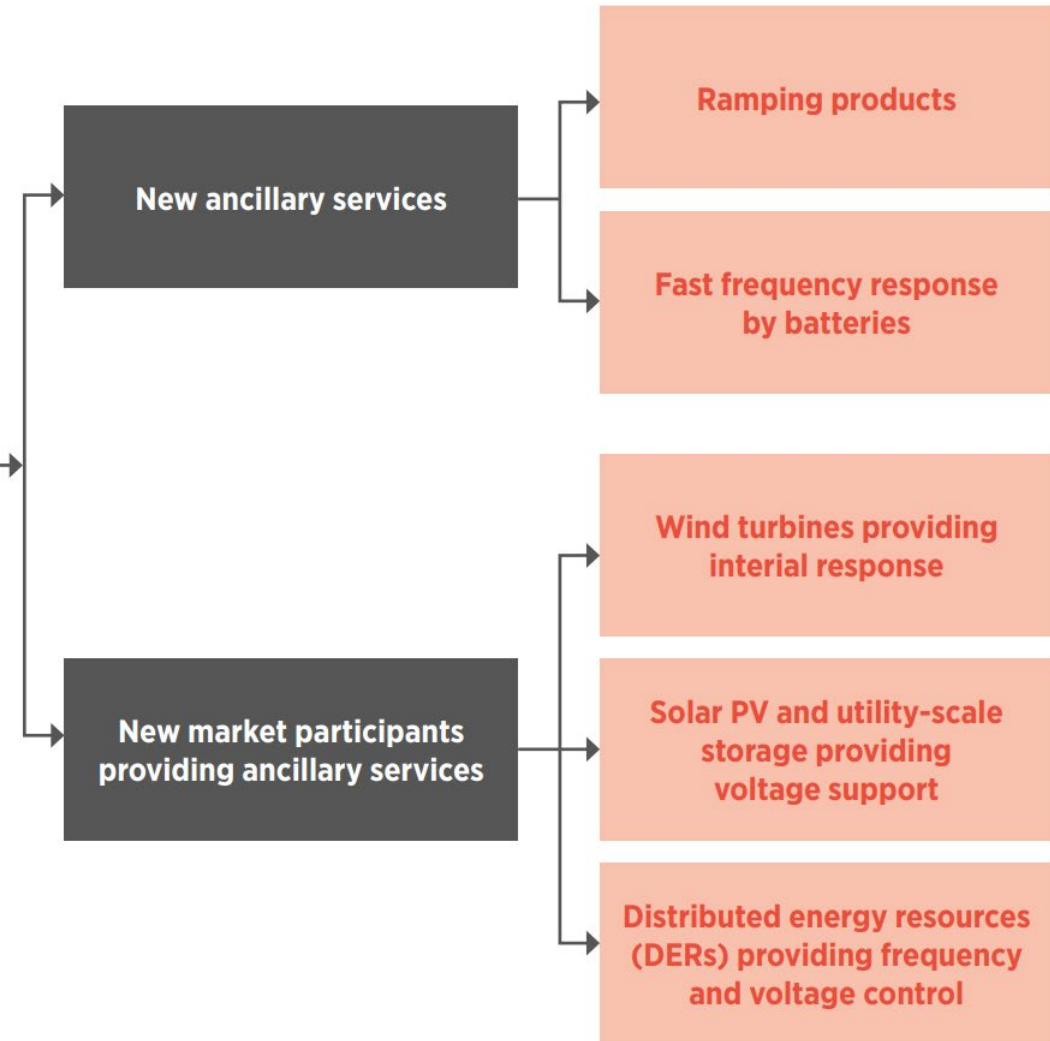 New ancillary services
Ramping products
Fast frequency response
by batteries
New market participants
providing ancillary services
Wind turbines providing
interial response
Solar PV and utility-scale
storage providing
voltage support
Distributed energy resources
(DERs) providing frequency
and voltage control